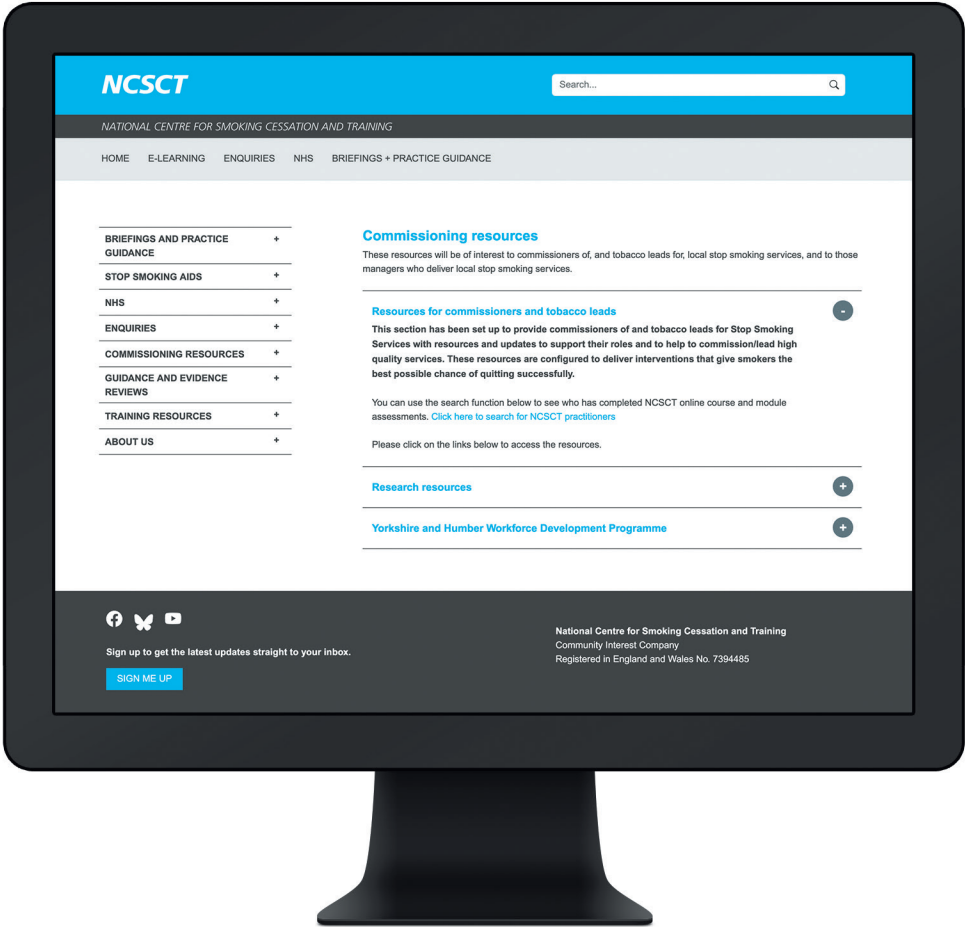 NCSCT
Search...
NATIONAL CENTRE FOR SMOKING CESSATION AND TRAINING
HOME E-LEARNING ENQUIRIES NHS BRIEFINGS + PRACTICE GUIDANCE
BRIEFINGS AND PRACTICE +
GUIDANCE
STOP SMOKING AIDS +
NHS +
ENQUIRIES +
COMMISSIONING RESOURCES +
GUIDANCE AND EVIDENCE +
REVIEWS
TRAINING RESOURCES +
ABOUT US +
Commissioning resources
These resources will be of interest to commissioners of, and tobacco leads for, local stop smoking services, and to those
managers who deliver local stop smoking services.
Resources for commissioners and tobacco leads -
This section has been set up to provide commissioners of and tobacco leads for Stop Smoking
Services with resources and updates to support their roles and to help to commission/lead high
quality services. These resources are configured to deliver interventions that give smokers the
best possible chance of quitting successfully.
You can use the search function below to see who has completed NCSCT online course and module
assessments. Click here to search for NCSCT practitioners
Please click on the links below to access the resources.
Research resources +
Yorkshire and Humber Workforce Development Programme +
Sign up to get the latest updates straight to your inbox.
SIGN ME UP
National Centre for Smoking Cessation and Training
Community Interest Company
Registered in England and Wales No. 7394485